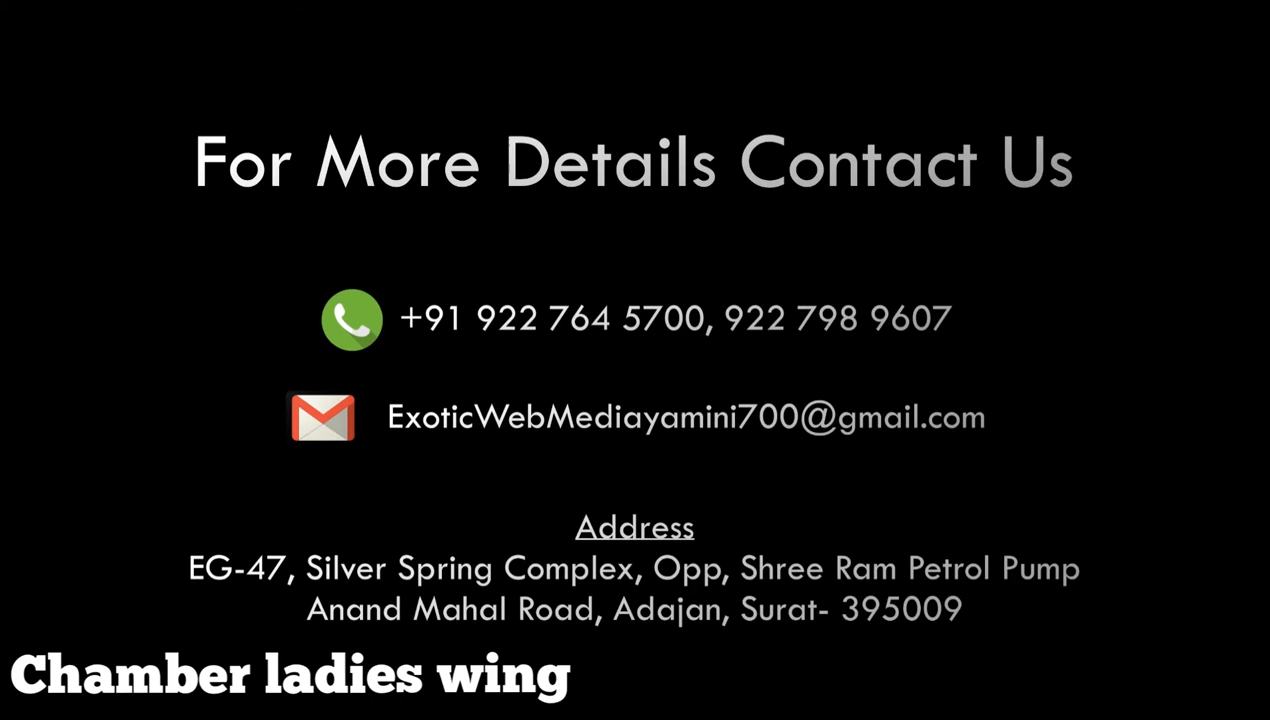 For More Details Contact Us
+91 922 764 5700, 922 798 9607
ExoticWebMediayamini700@gmail.com
Address
EG-47, Silver Spring Complex, Opp, Shree Ram Petrol Pump
Anand Mahal Road, Adajan, Surat- 395009
Chamber ladies wing